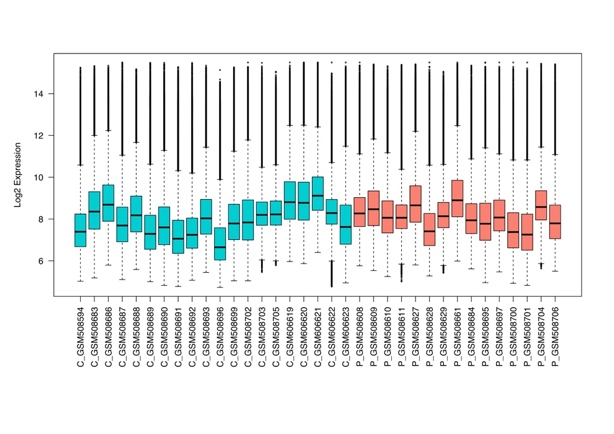 Log2 Expression
14
12
10
8
6
C_GSM508594
C_GSM508683
C_GSM508686
C_GSM508687
C_GSM508688
C_GSM508689
C_GSM508690
C_GSM508691
C_GSM508692
C_GSM508693
C_GSM508696
C_GSM508699
C_GSM508702
C_GSM508703
C_GSM508705
C_GSM606619
C_GSM606620
C_GSM606621
C_GSM606622
C_GSM606623
P_GSM508608
P_GSM508609
P_GSM508610
P_GSM508611
P_GSM508627
P_GSM508628
P_GSM508629
P_GSM508661
P_GSM508684
P_GSM508695
P_GSM508697
P_GSM508700
P_GSM508701
P_GSM508704
P_GSM508706